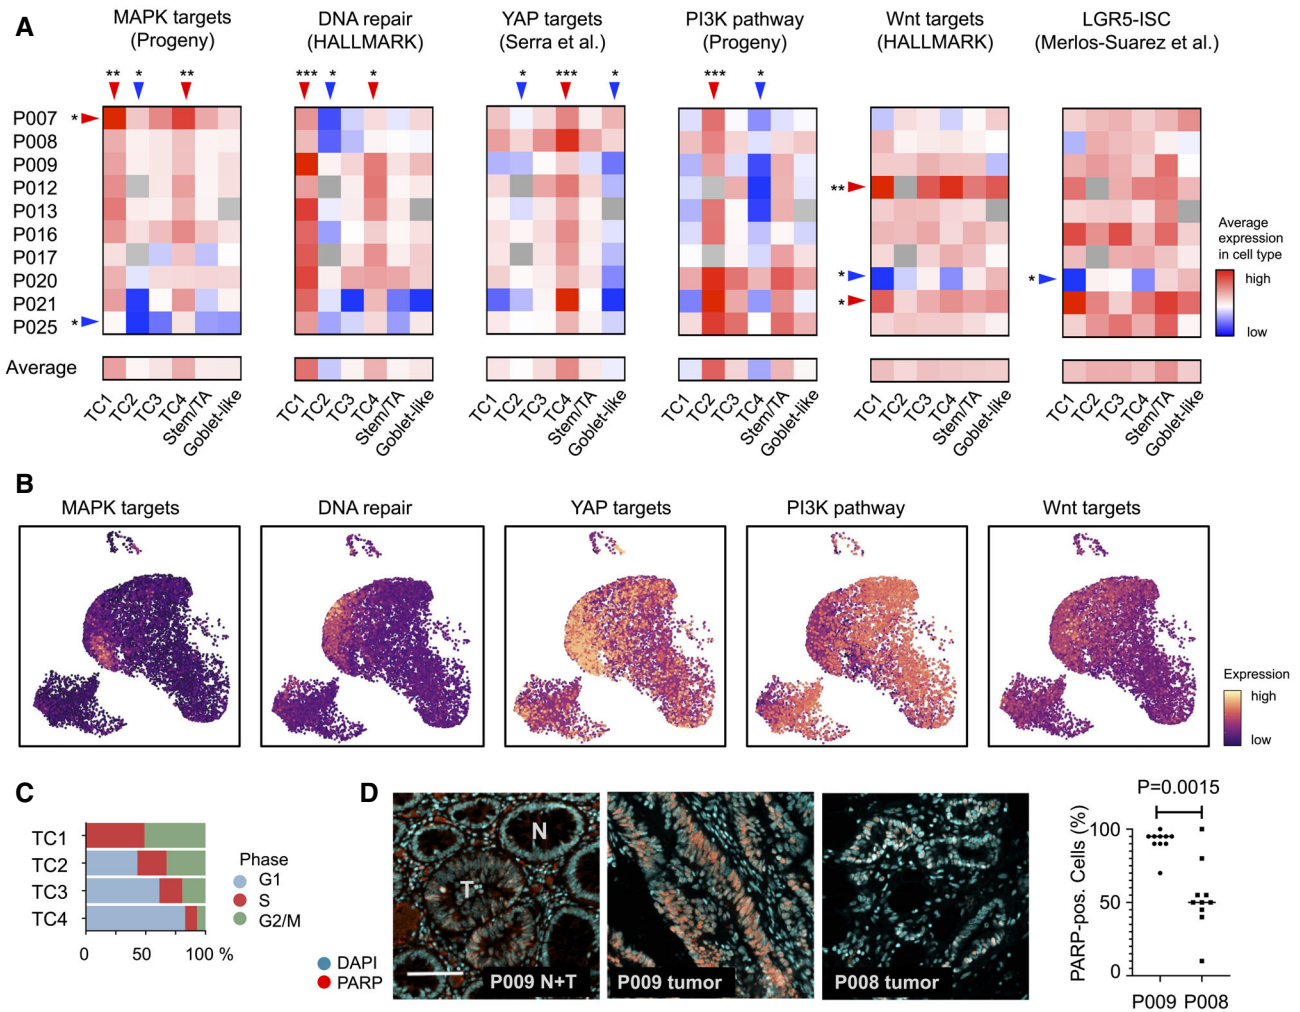 A
MAPK targets
(Progeny)
DNA repair
(HALLMARK)
YAP targets
(Serra et al.)
PI3K pathway
(Progeny)
Wnt targets
(HALLMARK)
LGR5-ISC
(Merlos-Suarez et al.)
** * **
*** * *
* *** *
*** *
P007 *
P008
P009
P012
P013
P016
P017
P020
P021
P025 *
**
*
*
*
Average
expression
in cell type
high
low
Average
TC1 TC2 TC3 TC4 Stem/TA Goblet-like
TC1 TC2 TC3 TC4 Stem/TA Goblet-like
TC1 TC2 TC3 TC4 Stem/TA Goblet-like
TC1 TC2 TC3 TC4 Stem/TA Goblet-like
TC1 TC2 TC3 TC4 Stem/TA Goblet-like
TC1 TC2 TC3 TC4 Stem/TA Goblet-like
B
MAPK targets
DNA repair
YAP targets
PI3K pathway
Wnt targets
Expression
high
low
C
TC1
TC2
TC3
TC4
0 50 100 %
Phase
G1
S
G2/M
D
DAPI
PARP
N
T
P009 N+T
P009 tumor
P008 tumor
P=0.0015
PARP-pos. Cells (%)
100
50
0
P009 P008